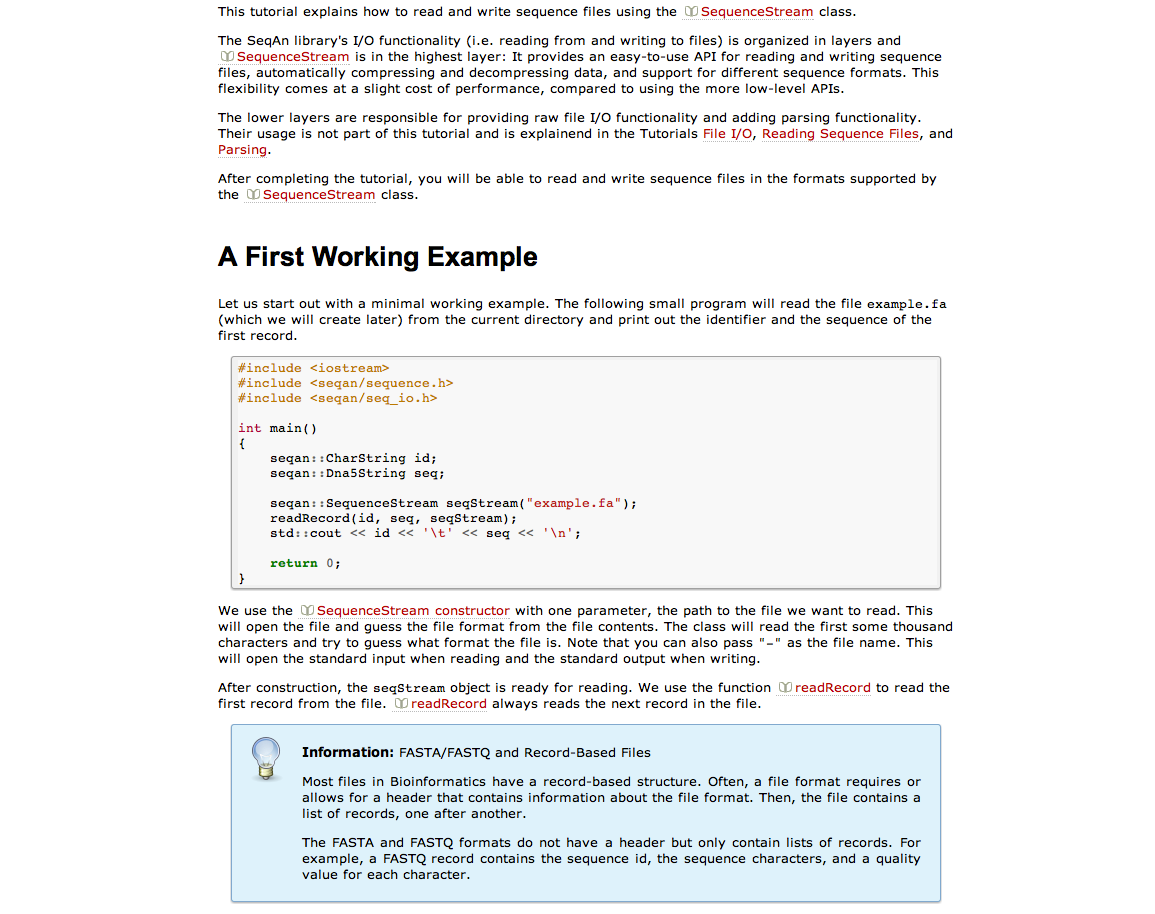 This tutorial explains how to read and write sequence files using the SequenceStream class.
The SeqAn library's I/O functionality (i.e. reading from and writing to files) is organized in layers and
SequenceStream is in the highest layer: It provides an easy-to-use API for reading and writing sequence
files, automatically compressing and decompressing data, and support for different sequence formats. This
flexibility comes at a slight cost of performance, compared to using the more low-level APIs.
The lower layers are responsible for providing raw file I/O functionality and adding parsing functionality.
Their usage is not part of this tutorial and is explainend in the Tutorials File I/O, Reading Sequence Files, and
Parsing.
After completing the tutorial, you will be able to read and write sequence files in the formats supported by
the SequenceStream class.
A First Working Example
Let us start out with a minimal working example. The following small program will read the file example.fa
(which we will create later) from the current directory and print out the identifier and the sequence of the
first record.
#include <iostream>
#include <seqan/sequence.h>
#include <seqan/seq_io.h>
int main()
{
    seqan::CharString id;
    seqan::Dna5String seq;
    seqan::SequenceStream seqStream("example.fa");
    readRecord(id, seq, seqStream);
    std::cout << id << '\t' << seq << '\n';
    return 0;
}
We use the SequenceStream constructor with one parameter, the path to the file we want to read. This
will open the file and guess the file format from the file contents. The class will read the first some thousand
characters and try to guess what format the file is. Note that you can also pass "-" as the file name. This
will open the standard input when reading and the standard output when writing.
After construction, the seqStream object is ready for reading. We use the function readRecord to read the
first record from the file. readRecord always reads the next record in the file.
Information: FASTA/FASTQ and Record-Based Files
Most files in Bioinformatics have a record-based structure. Often, a file format requires or
allows for a header that contains information about the file format. Then, the file contains a
list of records, one after another.
The FASTA and FASTQ formats do not have a header but only contain lists of records. For
example, a FASTQ record contains the sequence id, the sequence characters, and a quality
value for each character.